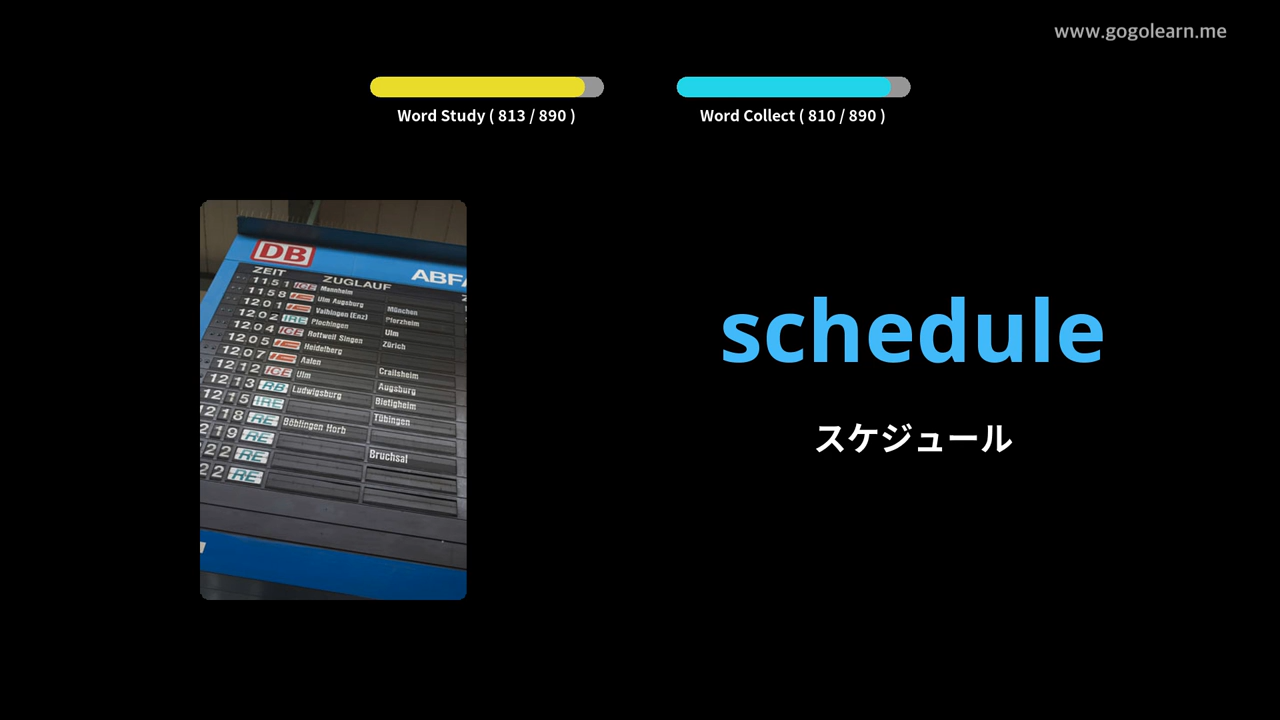 www.gogolearn.me
Word Study ( 813 / 890 )
Word Collect ( 810 / 890 )
DB
ZEIT ZUGLAUF ABFA
1151 ICE Mannheim
1158 Ulm Augsburg München
1201 Vaihingen (Enz) Pforzheim
1202 IRE Plochingen Ulm
1204 ICE Rottweil Singen Zürich
1205 Heidelberg
1207 Aalen Crailsheim
1212 ICE Ulm Augsburg
1213 RB Ludwigsburg Bietigheim
1215 IRE Tübingen
1218 RE Böblingen Horb
219 RE
22 RE Bruchsal
22 RE
schedule
スケジュール